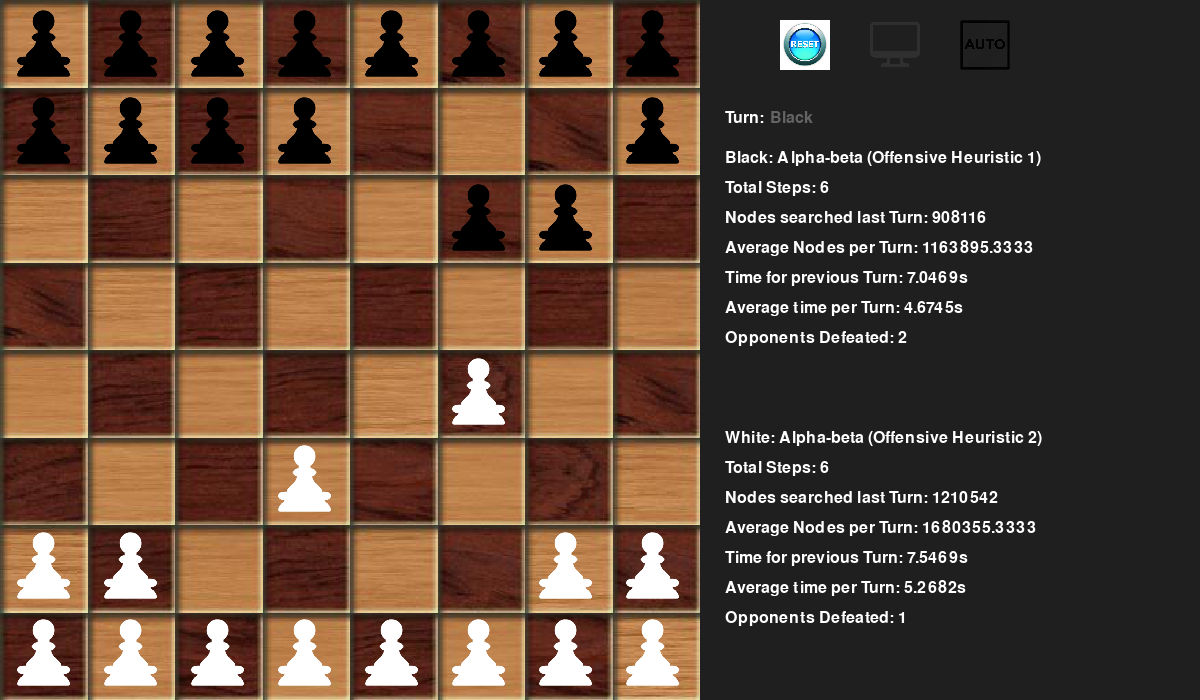 RESET
AUTO
Turn: Black
Black: Alpha-beta (Offensive Heuristic 1)
Total Steps: 6
Nodes searched last Turn: 908116
Average Nodes per Turn: 1163895.3333
Time for previous Turn: 7.0469s
Average time per Turn: 4.6745s
Opponents Defeated: 2
White: Alpha-beta (Offensive Heuristic 2)
Total Steps: 6
Nodes searched last Turn: 1210542
Average Nodes per Turn: 1680355.3333
Time for previous Turn: 7.5469s
Average time per Turn: 5.2682s
Opponents Defeated: 1